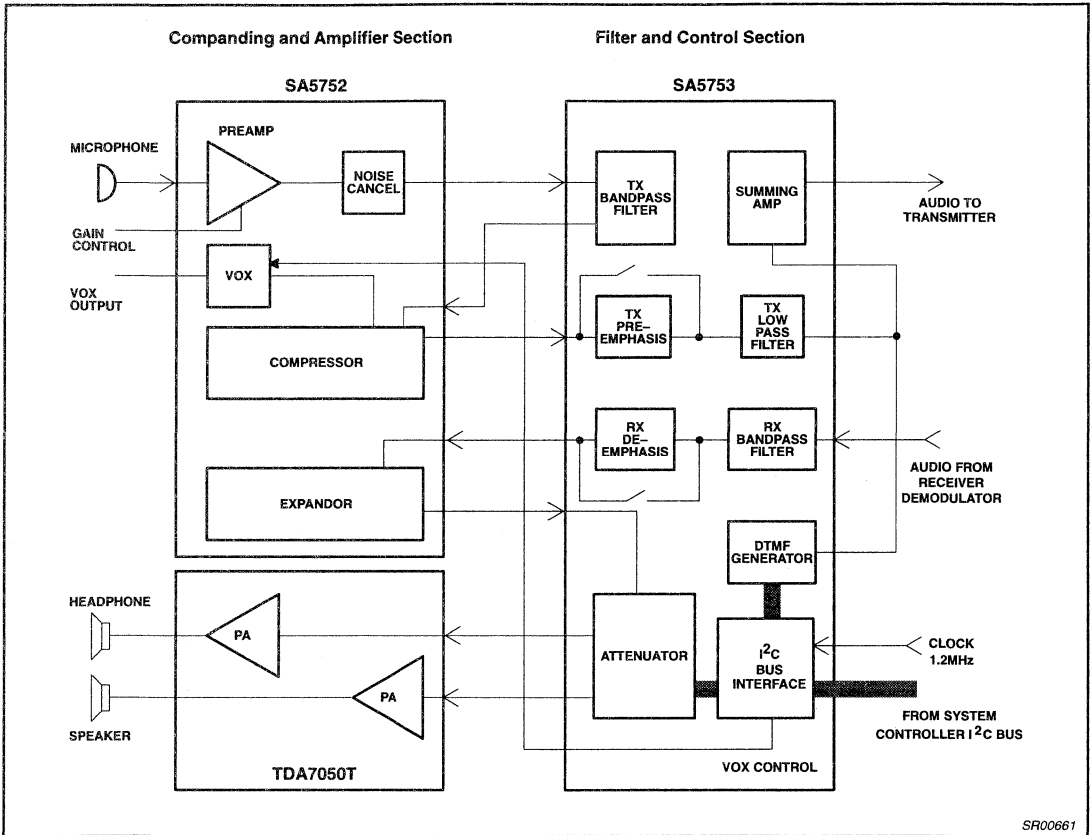 Companding and Amplifier Section
Filter and Control Section
SA5752
SA5753
PREAMP
MICROPHONE
NOISE
CANCEL
TX
BANDPASS
FILTER
SUMMING
AMP
AUDIO TO
TRANSMITTER
GAIN
CONTROL
VOX
VOX
OUTPUT
TX
PRE–
EMPHASIS
TX
LOW
PASS
FILTER
COMPRESSOR
RX
DE–
EMPHASIS
RX
BANDPASS
FILTER
AUDIO FROM
RECEIVER
DEMODULATOR
EXPANDOR
DTMF
GENERATOR
HEADPHONE
PA
ATTENUATOR
I²C
BUS
INTERFACE
CLOCK
1.2MHz
PA
SPEAKER
FROM SYSTEM
CONTROLLER I²C BUS
VOX CONTROL
TDA7050T
SR00661